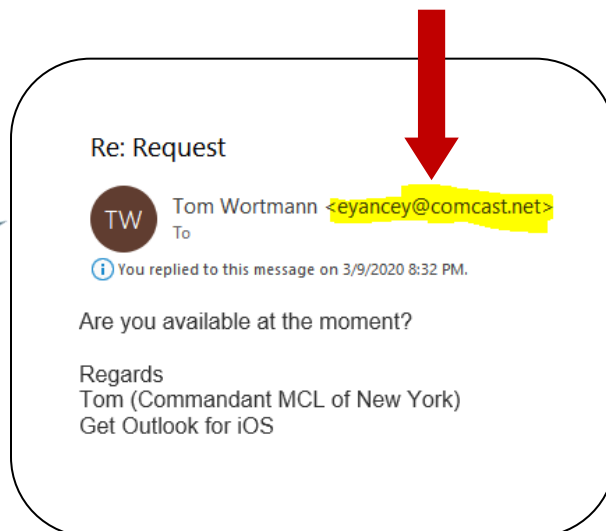 Re: Request
TW
Tom Wortmann <eyancey@comcast.net>
To
i You replied to this message on 3/9/2020 8:32 PM.
Are you available at the moment?
Regards
Tom (Commandant MCL of New York)
Get Outlook for iOS